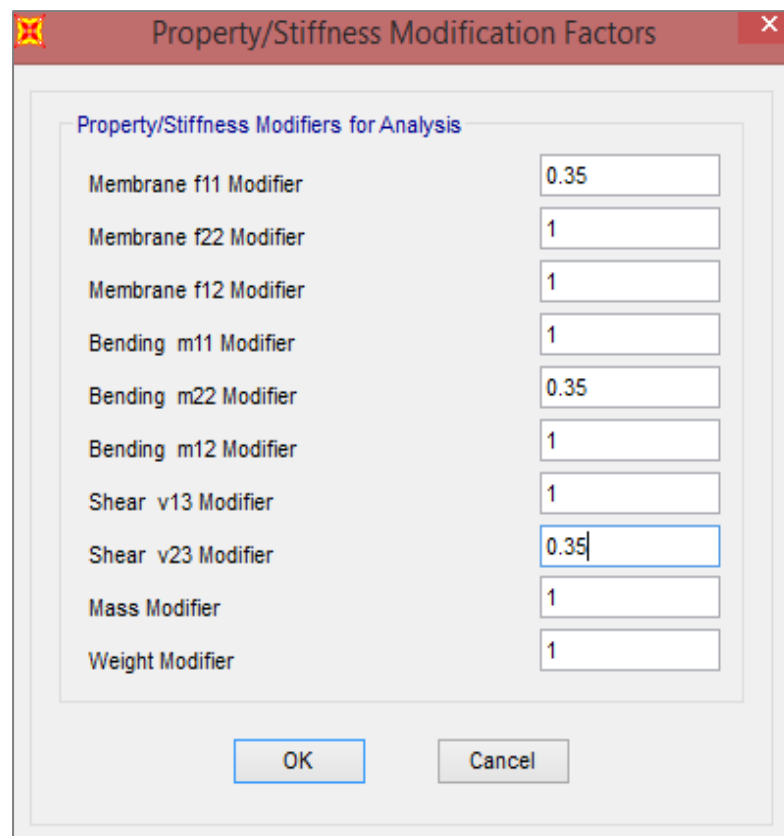 Property/Stiffness Modification Factors
Property/Stiffness Modifiers for Analysis
Membrane f11 Modifier 0.35
Membrane f22 Modifier 1
Membrane f12 Modifier 1
Bending m11 Modifier 1
Bending m22 Modifier 0.35
Bending m12 Modifier 1
Shear v13 Modifier 1
Shear v23 Modifier 0.35
Mass Modifier 1
Weight Modifier 1
OK Cancel